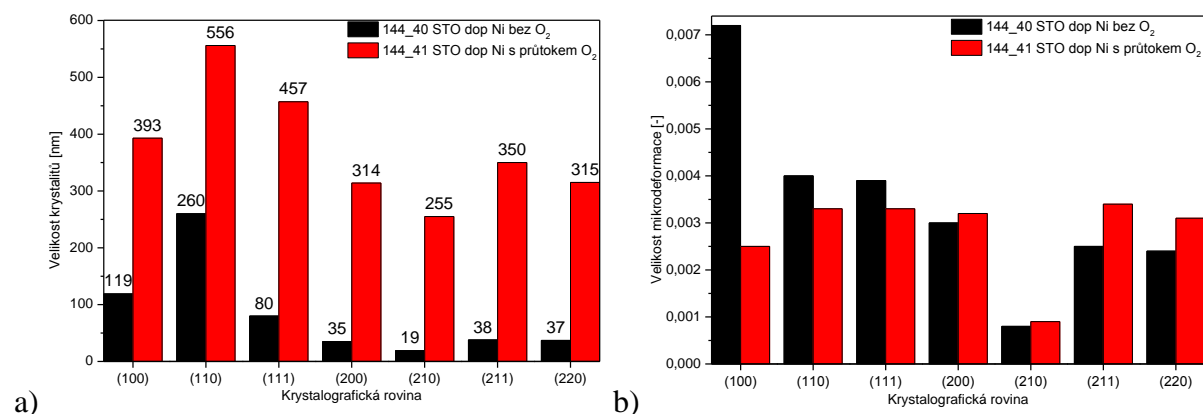 144_40 STO dop Ni bez O₂
144_41 STO dop Ni s průtokem O₂
Velikost krystalitů [nm]
600
500
400
300
200
100
0
119
393
260
556
80
457
35
314
19
255
38
350
37
315
(100) (110) (111) (200) (210) (211) (220)
Krystalografická rovina
a)
144_40 STO dop Ni bez O₂
144_41 STO dop Ni s průtokem O₂
Velikost mikrodeformace [-]
0,007
0,006
0,005
0,004
0,003
0,002
0,001
0,000
(100) (110) (111) (200) (210) (211) (220)
Krystalografická rovina
b)